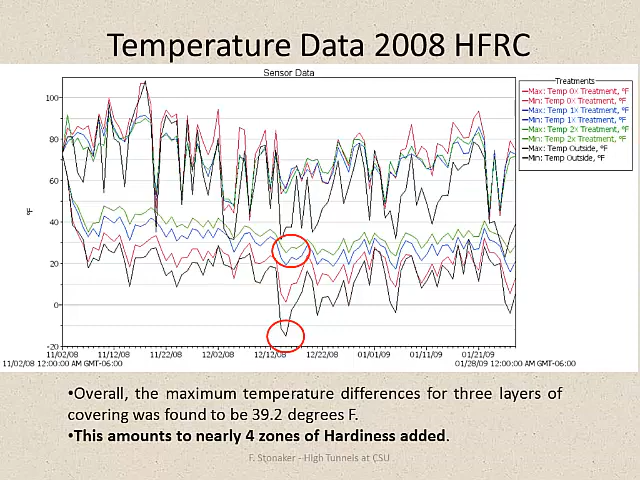 Temperature Data 2008 HFRC
Sensor Data
Treatments
Max: Temp 0X Treatment, °F
Min: Temp 0X Treatment, °F
Max: Temp 1X Treatment, °F
Min: Temp 1X Treatment, °F
Max: Temp 2X Treatment, °F
Min: Temp 2X Treatment, °F
Max: Temp Outside, °F
Min: Temp Outside, °F
100
80
60
°F
40
20
0
-20
11/02/08 11/12/08 11/22/08 12/02/08 12/12/08 12/22/08 01/01/09 01/11/09 01/21/09
11/02/08 12:00:00 AM GMT-06:00 01/28/09 12:00:00 AM GMT-06:00
•Overall, the maximum temperature differences for three layers of
covering was found to be 39.2 degrees F.
•This amounts to nearly 4 zones of Hardiness added.
F. Stonaker - High Tunnels at CSU